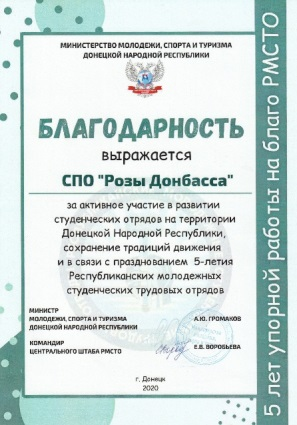 МИНИСТЕРСТВО МОЛОДЕЖИ, СПОРТА И ТУРИЗМА
ДОНЕЦКОЙ НАРОДНОЙ РЕСПУБЛИКИ
БЛАГОДАРНОСТЬ
выражается
СПО "Розы Донбасса"
за активное участие в развитии
студенческих отрядов на территории
Донецкой Народной Республики,
сохранение традиций движения
и в связи с празднованием 5-летия
Республиканских молодежных
студенческих трудовых отрядов
МИНИСТР
МОЛОДЕЖИ, СПОРТА И ТУРИЗМА
ДОНЕЦКОЙ НАРОДНОЙ РЕСПУБЛИКИ
А.Ю. ГРОМАКОВ
КОМАНДИР
ЦЕНТРАЛЬНОГО ШТАБА РМСТО
Е.В. ВОРОБЬЕВА
г. Донецк
2020
5 лет упорной работы на благо РМСТО